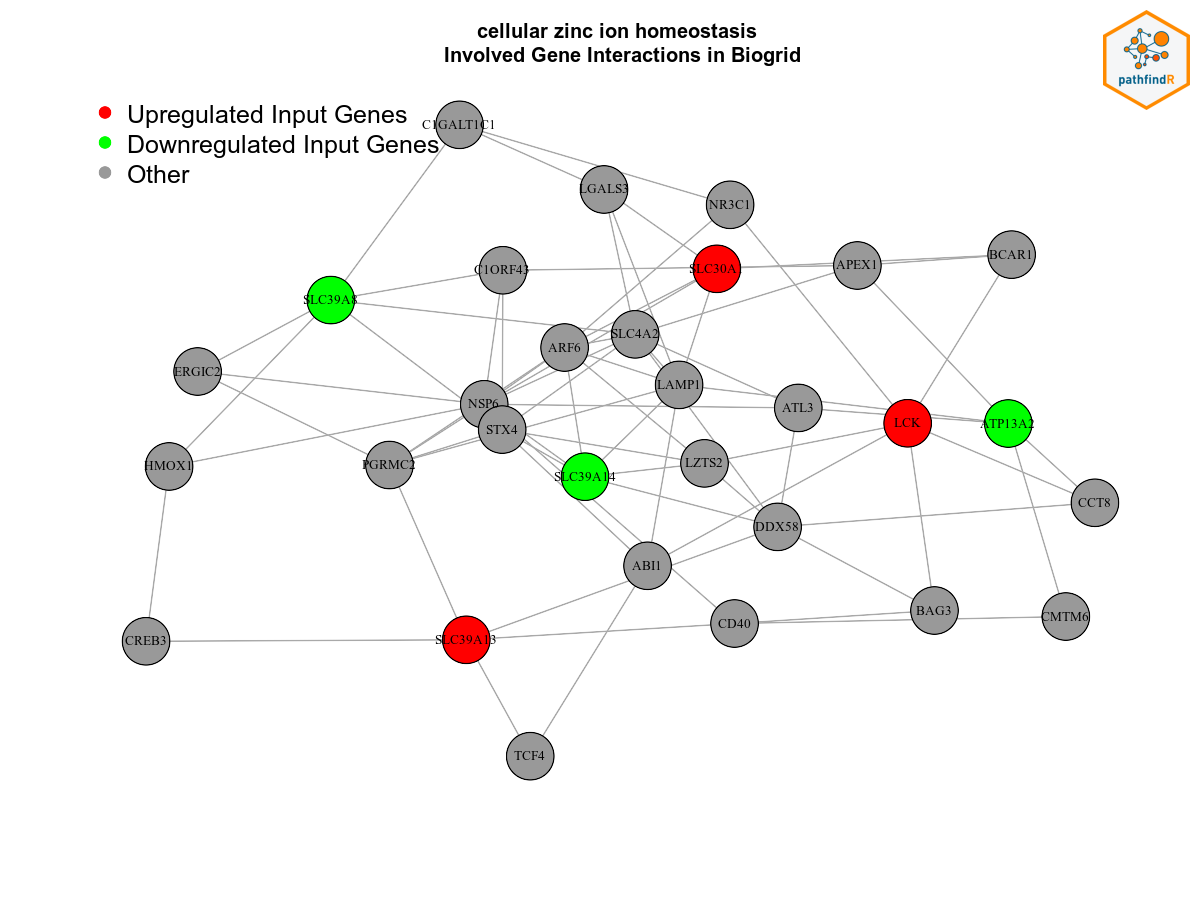 cellular zinc ion homeostasis
Involved Gene Interactions in Biogrid
pathfindR
Upregulated Input Genes
Downregulated Input Genes
Other
C1GALT1C1
LGALS3
NR3C1
BCAR1
APEX1
SLC30A1
C1ORF43
SLC39A8
SLC4A2
ARF6
ERGIC2
LAMP1
NSP6
ATL3
LCK
ATP13A2
STX4
HMOX1
PGRMC2
LZTS2
SLC39A14
CCT8
DDX58
ABI1
BAG3
CMTM6
CD40
CREB3
SLC39A13
TCF4